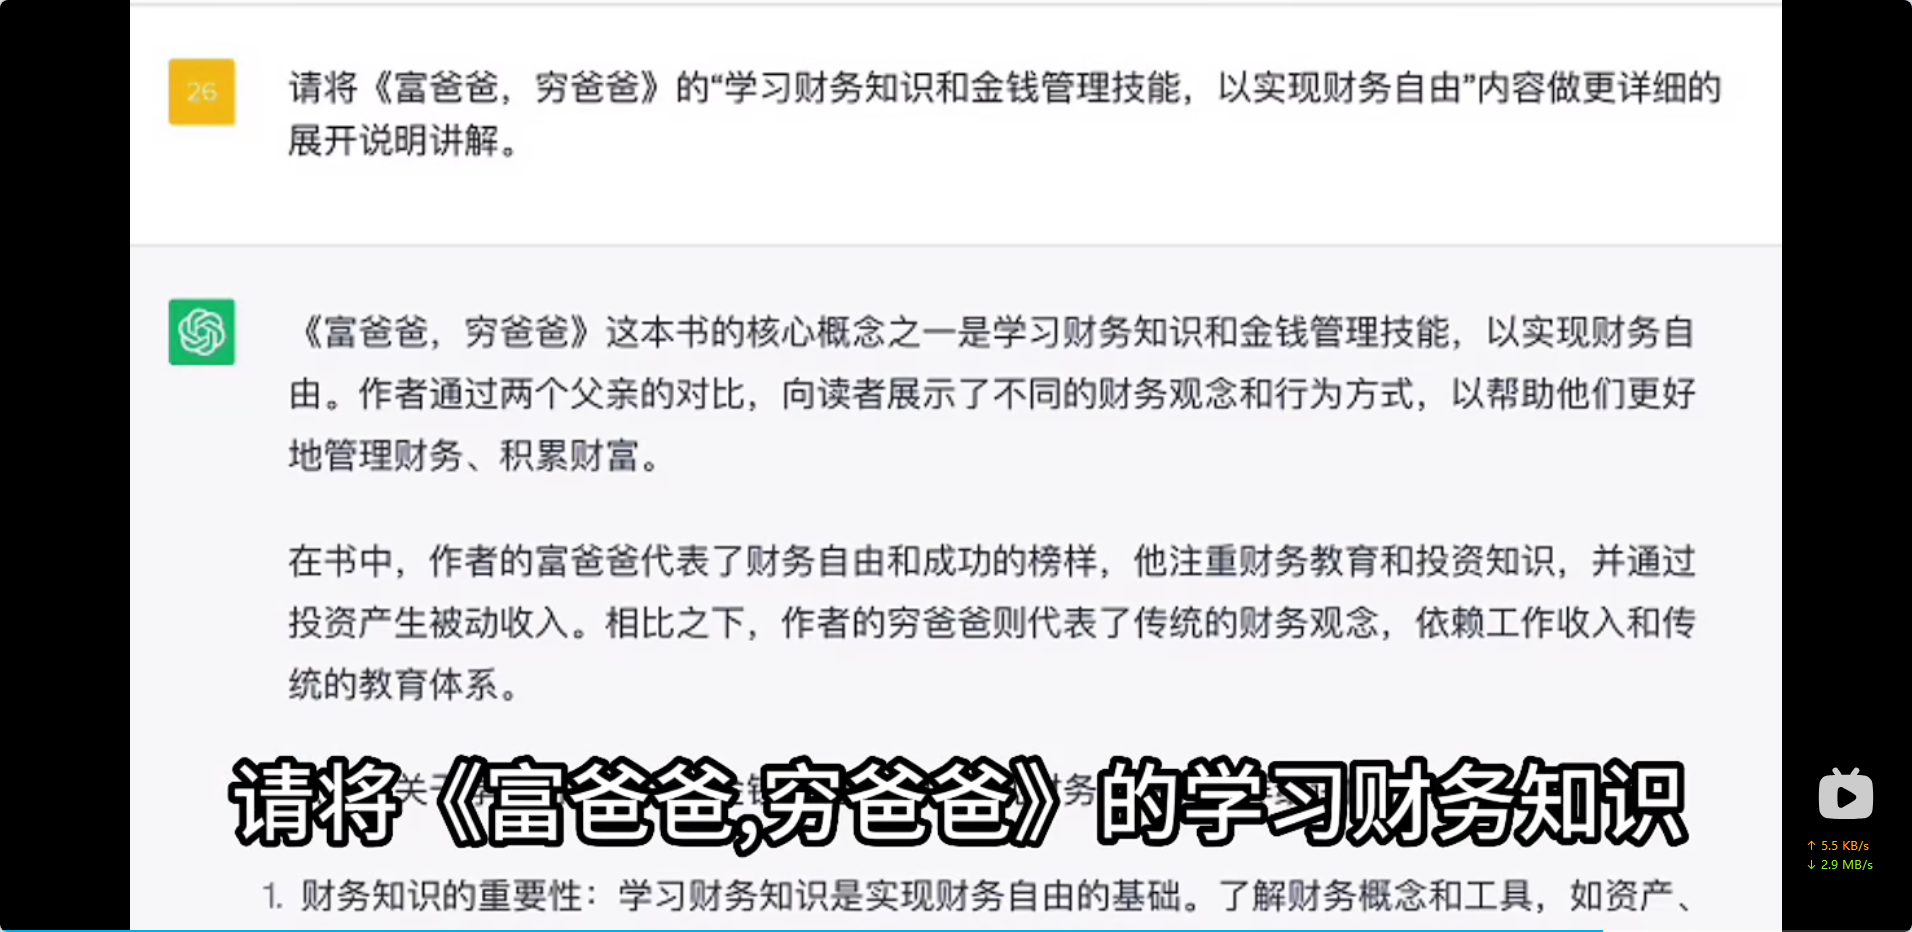 26
请将《富爸爸，穷爸爸》的“学习财务知识和金钱管理技能，以实现财务自由”内容做更详细的
展开说明讲解。
《富爸爸，穷爸爸》这本书的核心概念之一是学习财务知识和金钱管理技能，以实现财务自
由。作者通过两个父亲的对比，向读者展示了不同的财务观念和行为方式，以帮助他们更好
地管理财务、积累财富。
在书中，作者的富爸爸代表了财务自由和成功的榜样，他注重财务教育和投资知识，并通过
投资产生被动收入。相比之下，作者的穷爸爸则代表了传统的财务观念，依赖工作收入和传
统的教育体系。
请将《富爸爸,穷爸爸》的学习财务知识
1. 财务知识的重要性：学习财务知识是实现财务自由的基础。了解财务概念和工具，如资产、
↑ 5.5 KB/s
↓ 2.9 MB/s